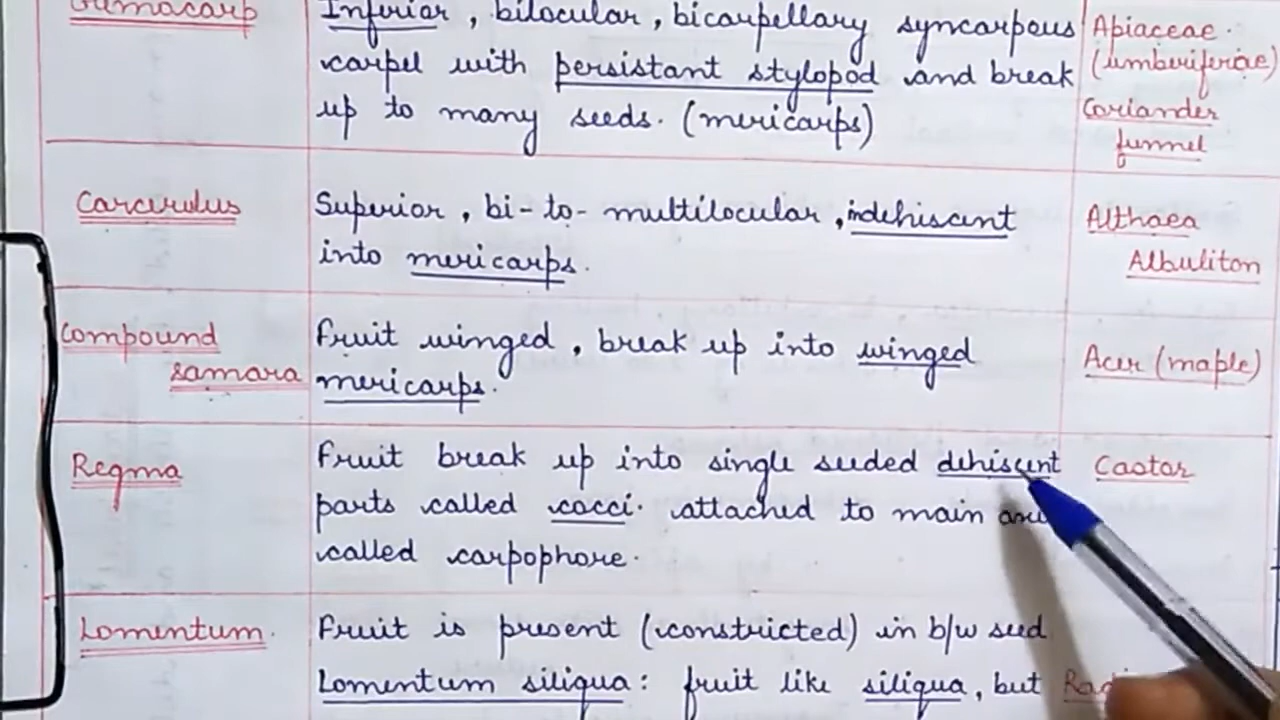 Inferior, bilocular, bicarpellary syncarpous
carpel with persistant stylopod and break
up to many seeds. (mericarps)
Apiaceae.
(umberiferae)
Coriander
funnel
Carcirulus
Superior, bi-to-multilocular, indehiscent
into mericarps.
Althaea
Albuliton
Compound
samara
Fruit winged, break up into winged
mericarps.
Acer (maple)
Regma
Fruit break up into single seeded dehiscent
parts called cocci. attached to main
called carpophore.
Castor
Lomentum.
Fruit is present (constricted) in b/w seed
Lomentum siliqua: fruit like siliqua, but